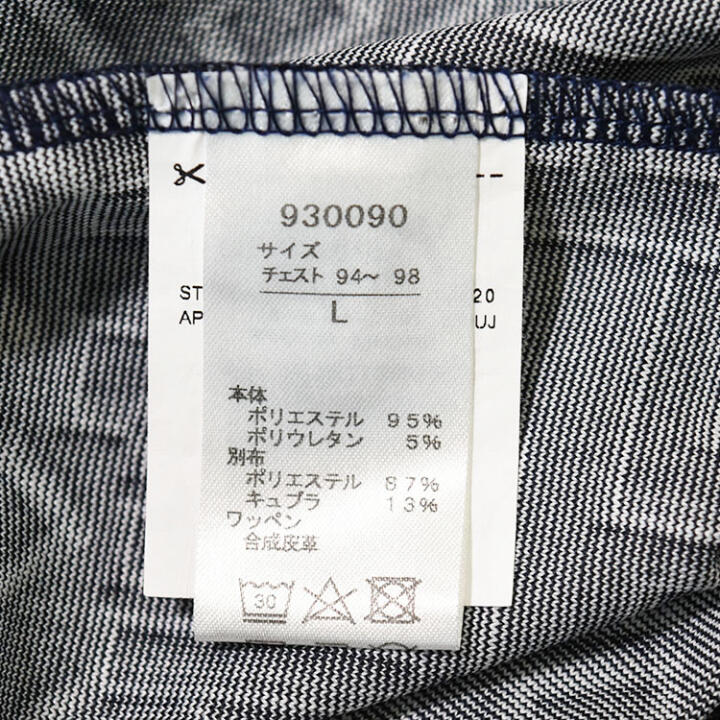 930090
サイズ
チェスト 94〜 98
L
ST 20
AP UJ
本体
ポリエステル 95%
ポリウレタン 5%
別布
ポリエステル 87%
キュプラ 13%
ワッペン
合成皮革
30